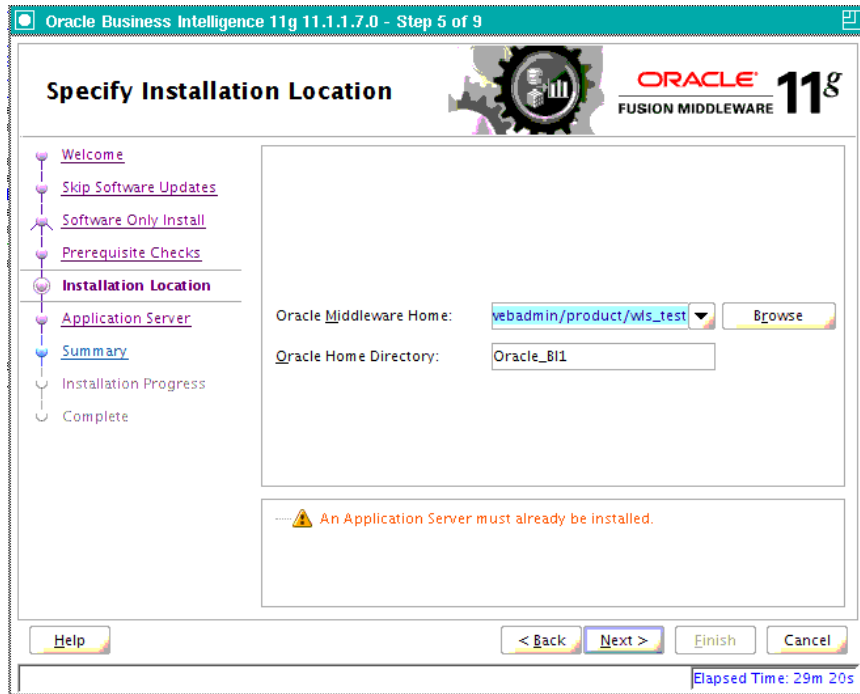 Oracle Business Intelligence 11g 11.1.1.7.0 - Step 5 of 9
Specify Installation Location
ORACLE
FUSION MIDDLEWARE
11g
Welcome
Skip Software Updates
Software Only Install
Prerequisite Checks
Installation Location
Application Server
Summary
Installation Progress
Complete
Oracle Middleware Home:
webadmin/product/wls_test
Browse
Oracle Home Directory:
Oracle_BI1
An Application Server must already be installed.
Help
< Back
Next >
Finish
Cancel
Elapsed Time: 29m 20s